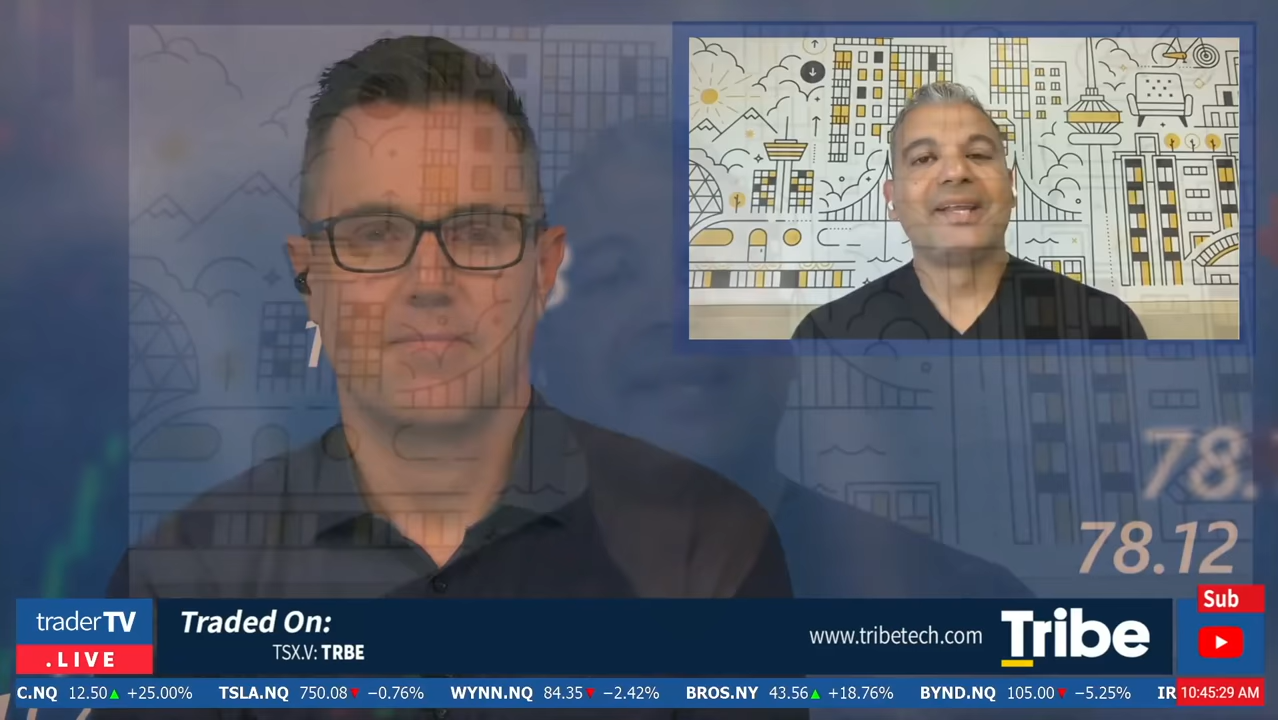 78.
78.12
Sub
traderTV
.LIVE
Traded On:
TSX.V: TRBE
www.tribetech.com
Tribe
C.NQ 12.50▲ +25.00% TSLA.NQ 750.08▼ −0.76% WYNN.NQ 84.35▼ −2.42% BROS.NY 43.56▲ +18.76% BYND.NQ 105.00▼ −5.25% IR
10:45:29 AM